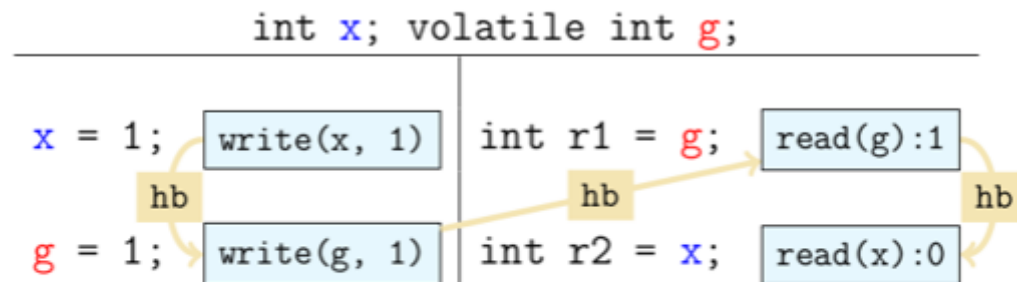 int x; volatile int g;
x = 1; write(x, 1) int r1 = g; read(g):1
hb hb hb
g = 1; write(g, 1) int r2 = x; read(x):0